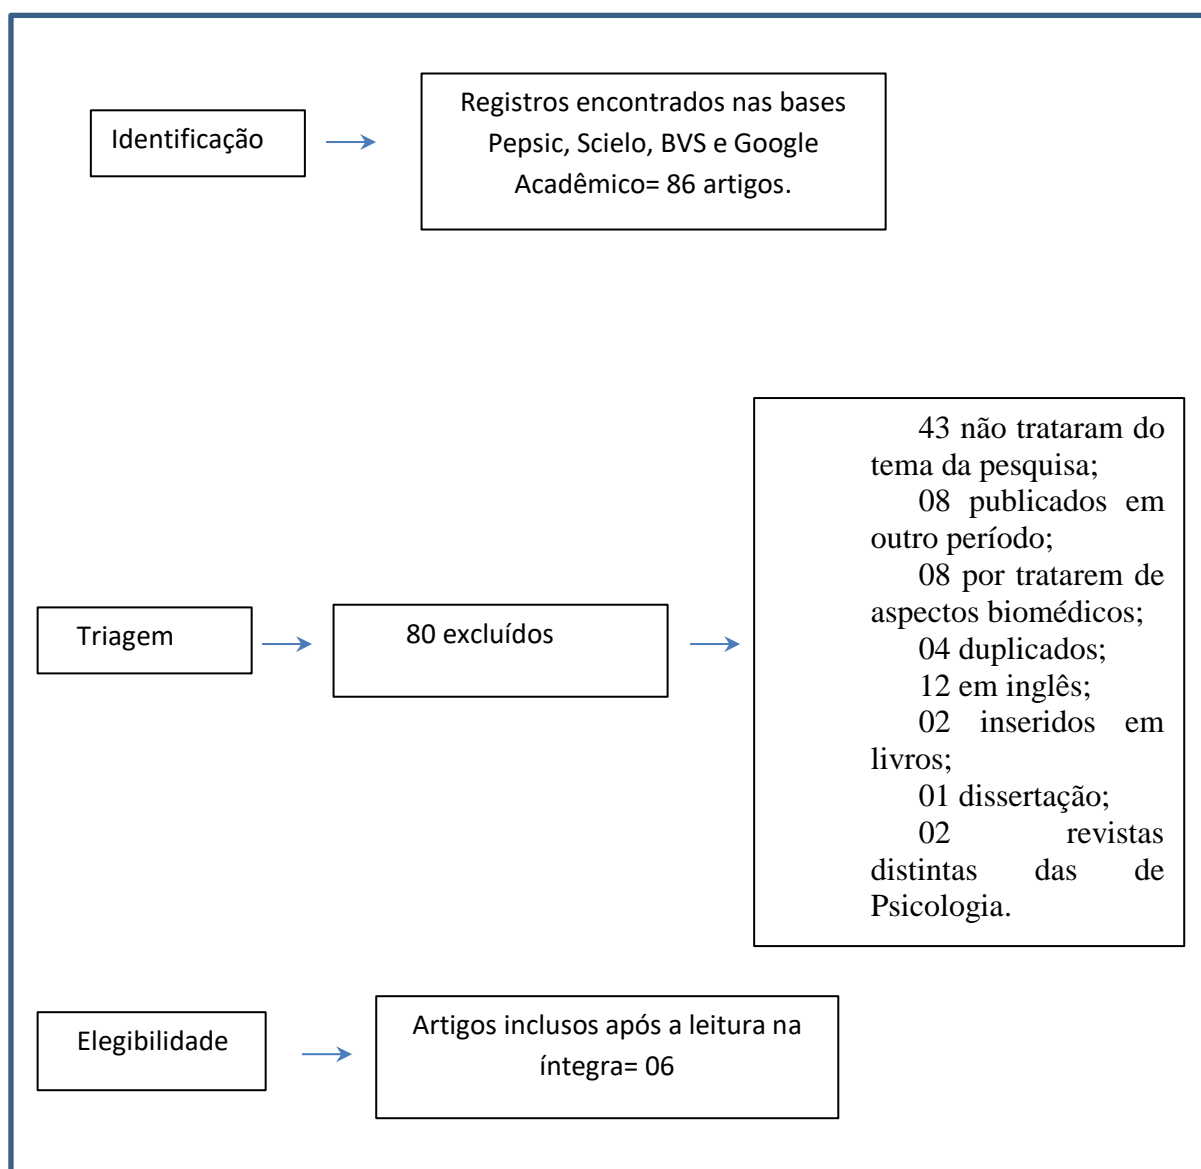 Identificação
Registros encontrados nas bases
Pepsic, Scielo, BVS e Google
Acadêmico= 86 artigos.
Triagem
80 excluídos
43 não trataram do
tema da pesquisa;
08 publicados em
outro período;
08 por tratarem de
aspectos biomédicos;
04 duplicados;
12 em inglês;
02 inseridos em
livros;
01 dissertação;
02 revistas
distintas das de
Psicologia.
Elegibilidade
Artigos inclusos após a leitura na
íntegra= 06